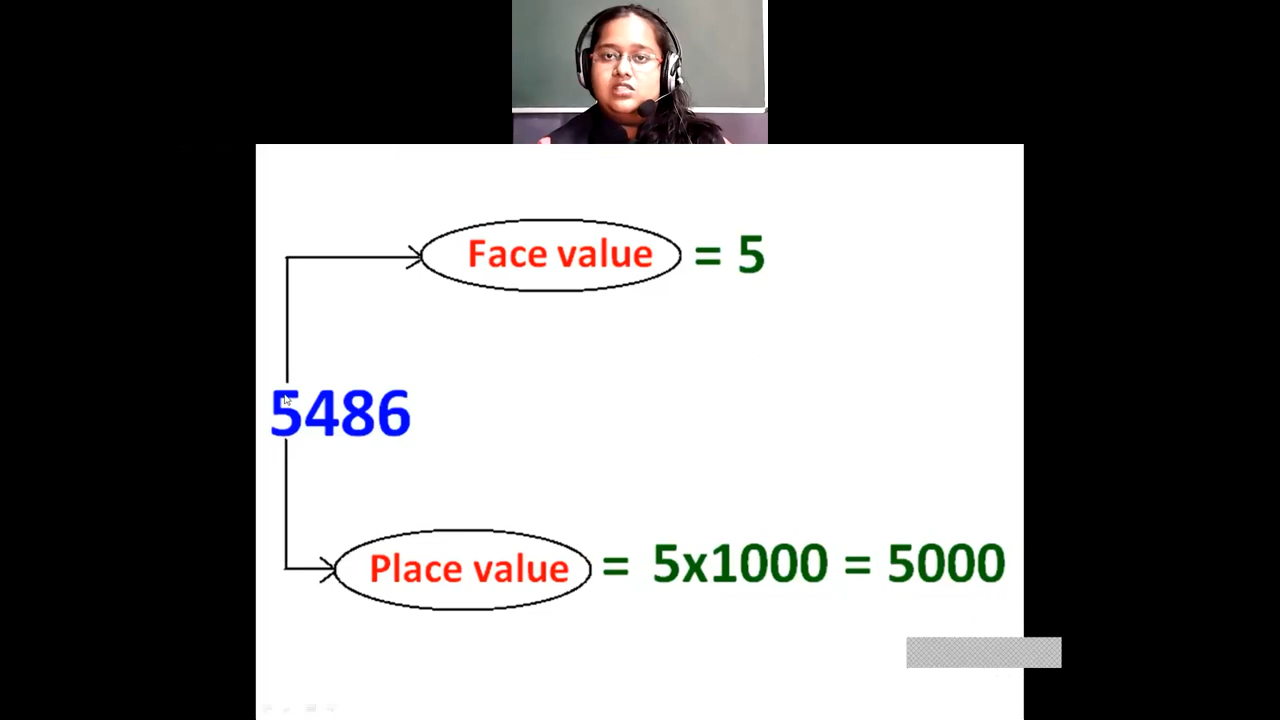 Face value = 5
5486
Place value = 5x1000 = 5000